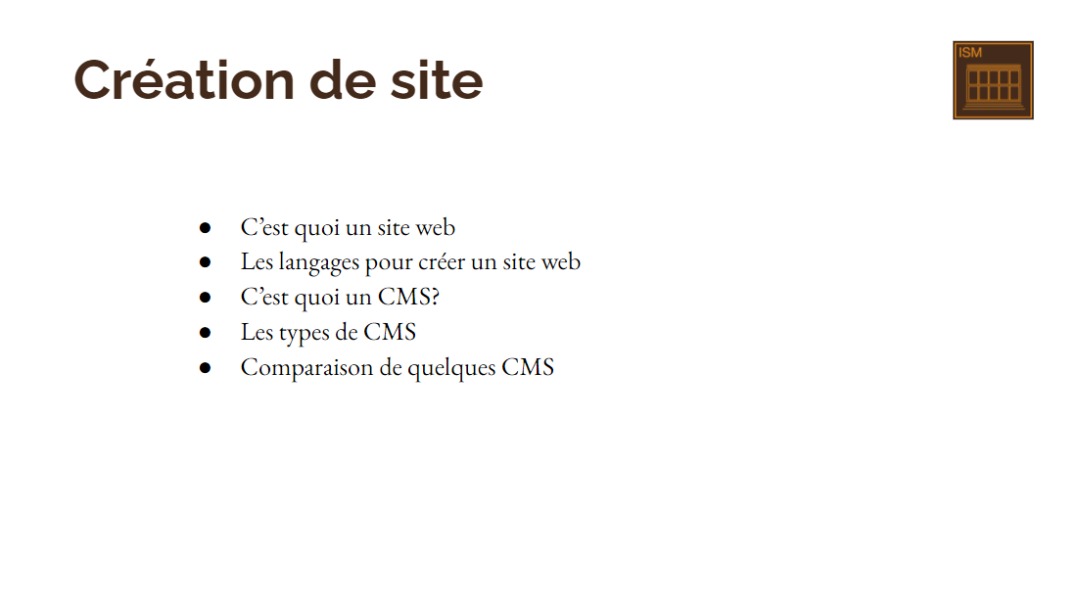 Création de site
ISM
● C’est quoi un site web
● Les langages pour créer un site web
● C’est quoi un CMS?
● Les types de CMS
● Comparaison de quelques CMS